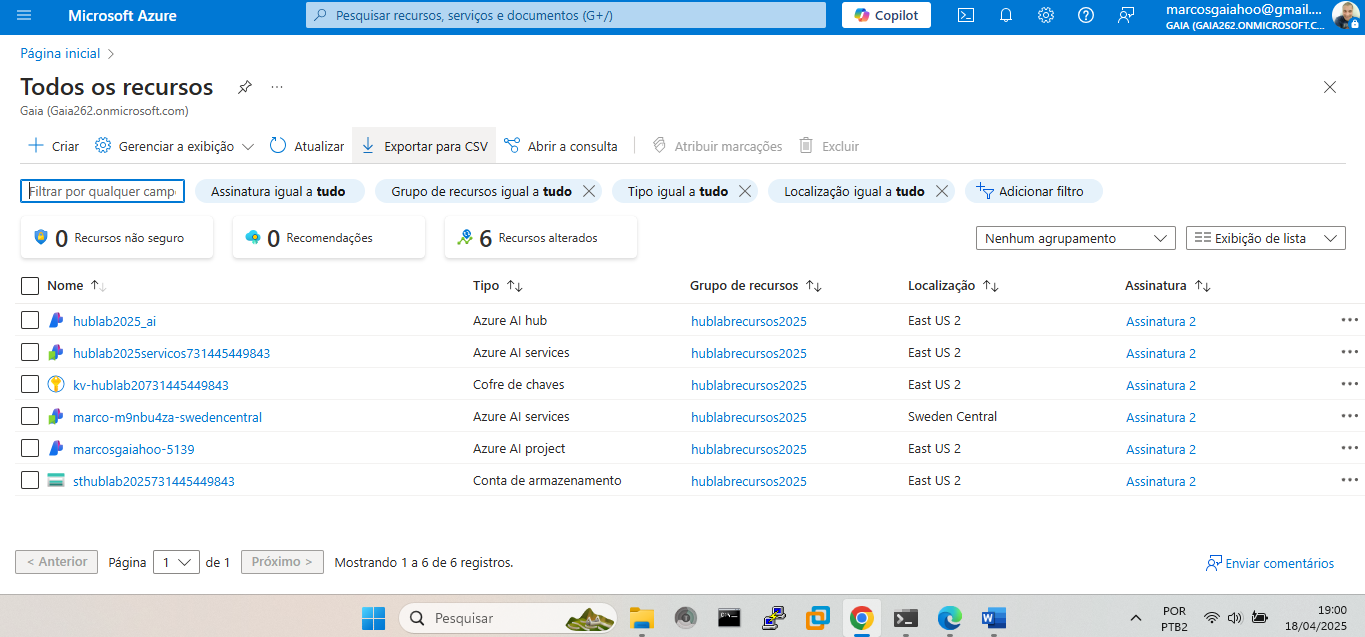 Microsoft Azure
Pesquisar recursos, serviços e documentos (G+/)
Copilot
marcosgaiahoo@gmail....
GAIA (GAIA262.ONMICROSOFT.C...
Página inicial
Todos os recursos
Gaia (Gaia262.onmicrosoft.com)
Criar Gerenciar a exibição Atualizar Exportar para CSV Abrir a consulta Atribuir marcações Excluir
Filtrar por qualquer campo Assinatura igual a tudo Grupo de recursos igual a tudo Tipo igual a tudo Localização igual a tudo Adicionar filtro
0 Recursos não seguro 0 Recomendações 6 Recursos alterados Nenhum agrupamento Exibição de lista
Nome Tipo Grupo de recursos Localização Assinatura
hublab2025_ai Azure AI hub hublabrecursos2025 East US 2 Assinatura 2
hublab2025servicos731445449843 Azure AI services hublabrecursos2025 East US 2 Assinatura 2
kv-hublab20731445449843 Cofre de chaves hublabrecursos2025 East US 2 Assinatura 2
marco-m9nbu4za-swedencentral Azure AI services hublabrecursos2025 Sweden Central Assinatura 2
marcosgaiahoo-5139 Azure AI project hublabrecursos2025 East US 2 Assinatura 2
sthublab2025731445449843 Conta de armazenamento hublabrecursos2025 East US 2 Assinatura 2
< Anterior Página 1 de 1 Próximo > Mostrando 1 a 6 de 6 registros. Enviar comentários
Pesquisar
POR
PTB2
19:00
18/04/2025